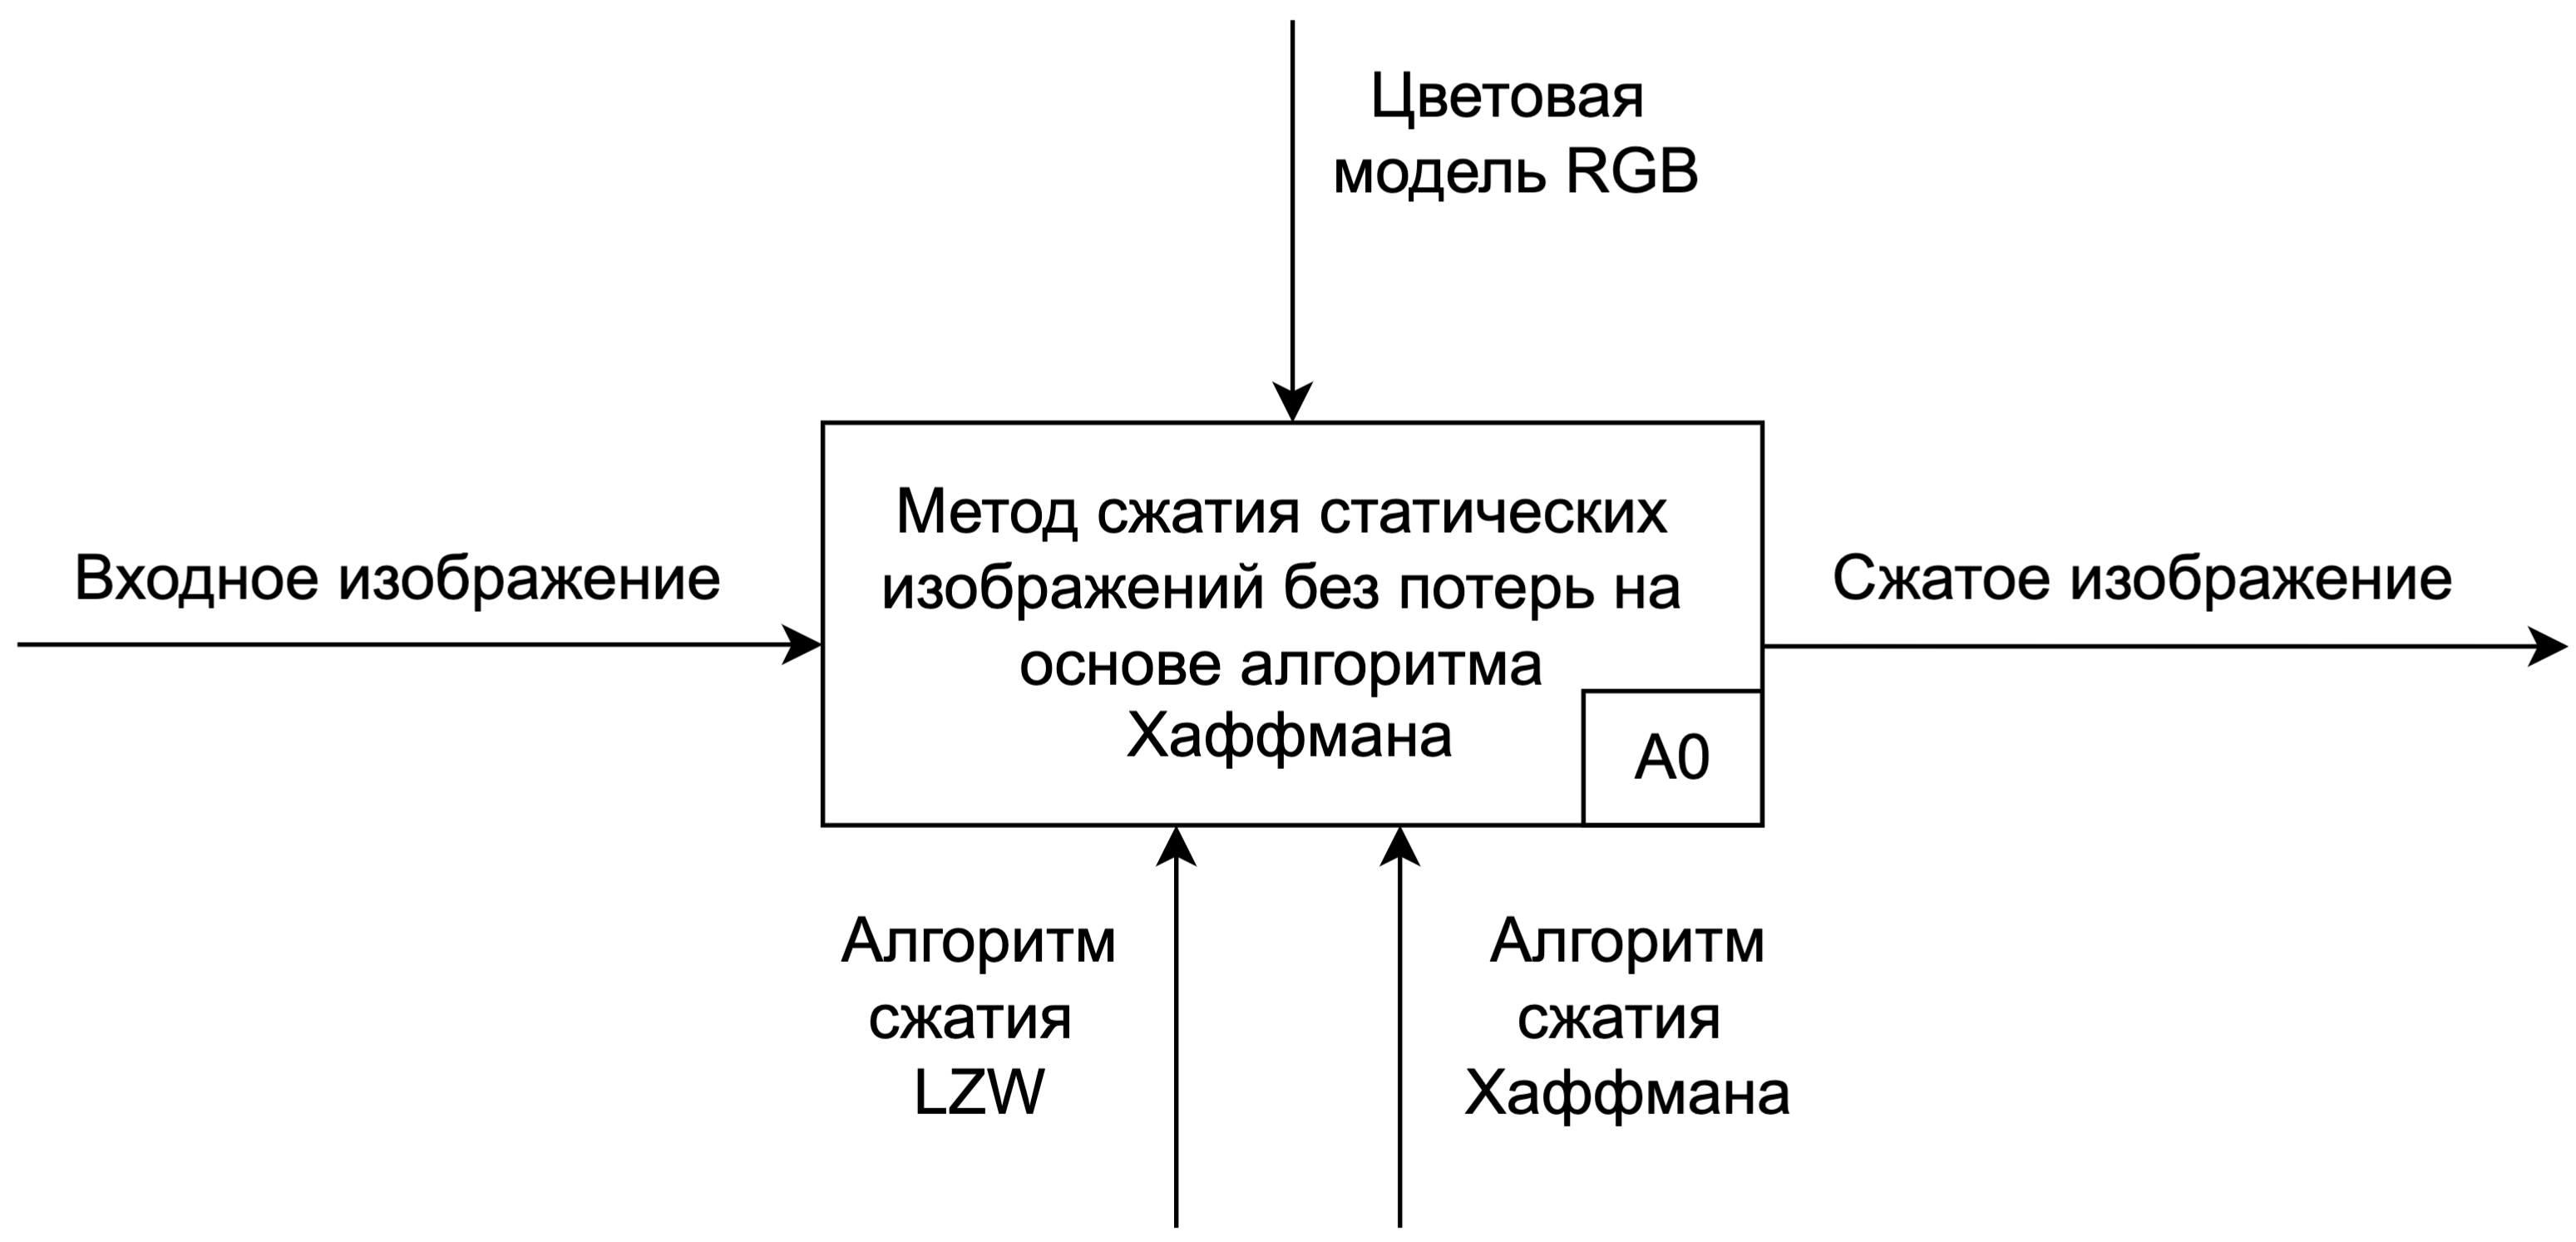 Цветовая
модель RGB
Входное изображение
Метод сжатия статических
изображений без потерь на
основе алгоритма
Хаффмана
A0
Сжатое изображение
Алгоритм
сжатия
LZW
Алгоритм
сжатия
Хаффмана